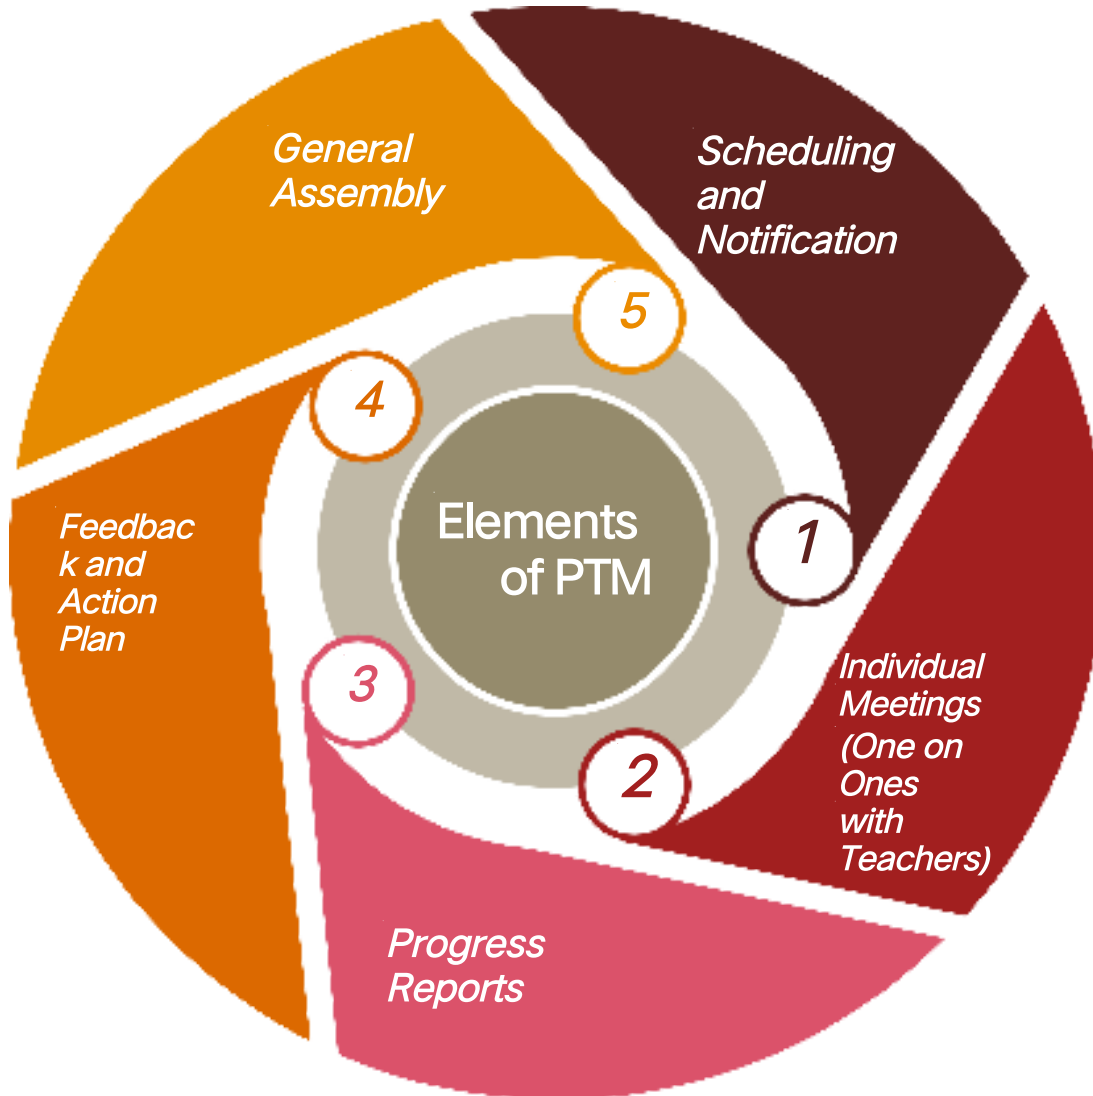 Elements
of PTM
1
Scheduling
and
Notification
2
Individual
Meetings
(One on
Ones
with
Teachers)
3
Progress
Reports
4
Feedbac
k and
Action
Plan
5
General
Assembly